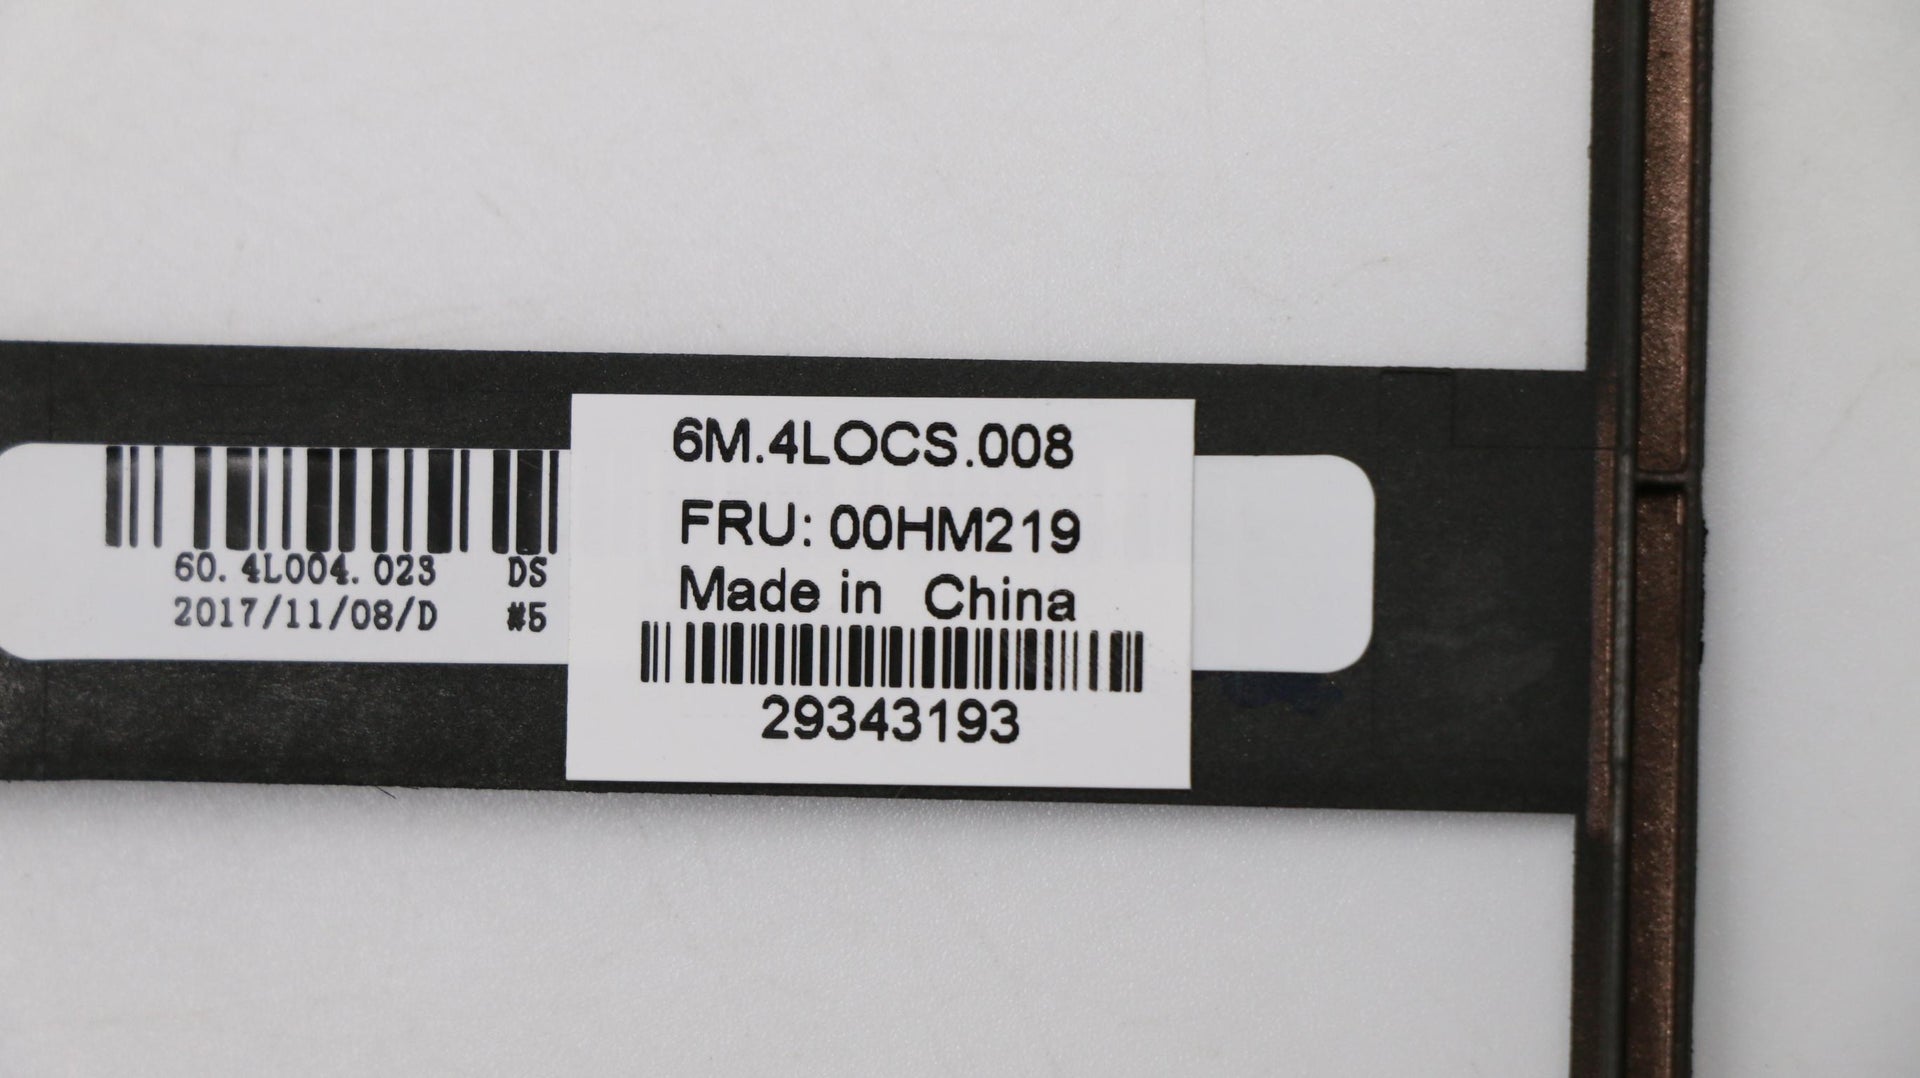 6M.4LOCS.008
FRU: 00HM219
Made in China
29343193
60.4L004.023 DS
2017/11/08/D #5